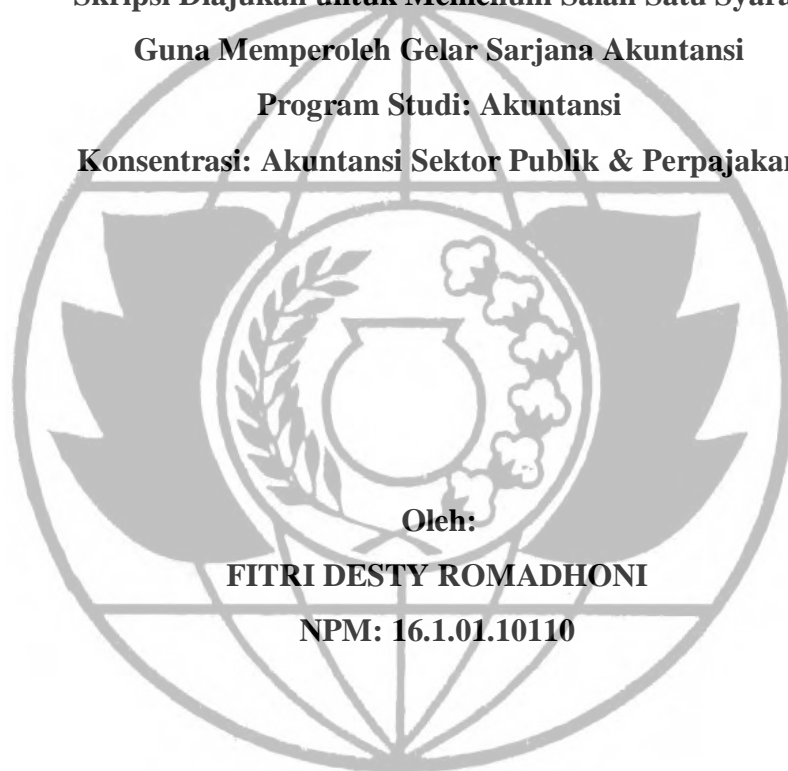 Skripsi Diajukan untuk Memenuhi Salah Satu Syarat
Guna Memperoleh Gelar Sarjana Akuntansi
Program Studi: Akuntansi
Konsentrasi: Akuntansi Sektor Publik & Perpajakan
Oleh:
FITRI DESTY ROMADHONI
NPM: 16.1.01.10110